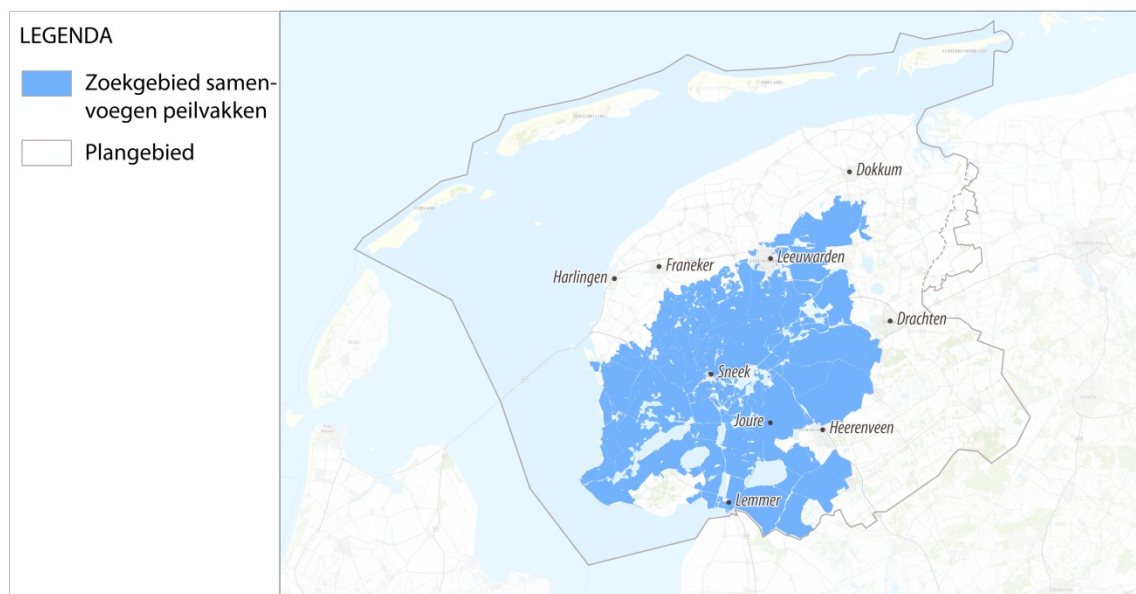 LEGENDA
Zoekgebied samen-
voegen peilvakken
Plangebied
Dokkum
Leeuwarden
Franeker
Harlingen
Drachten
Sneek
Joure
Heerenveen
Lemmer